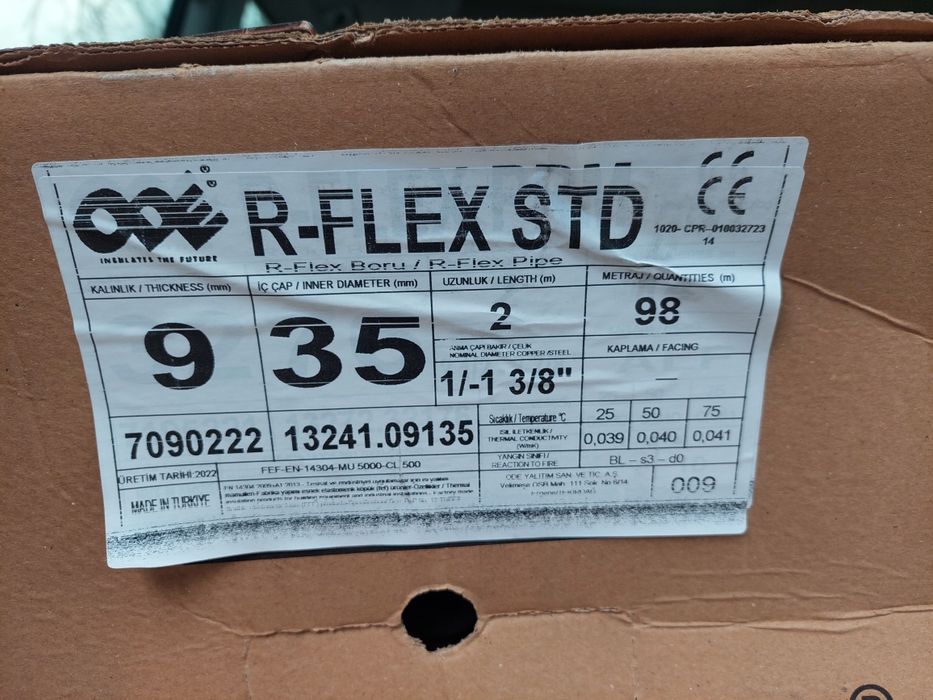 ODE
R-FLEX STD
CE
1020- CPR-010032723
14
INSULATES THE FUTURE
R-Flex Boru / R-Flex Pipe
KALINLIK / THICKNESS (mm)
İÇ ÇAP / INNER DIAMETER (mm)
UZUNLUK / LENGTH (m)
METRAJ / QUANTITIES (m)
9
35
2
98
ANMA ÇAPI BAKIR / ÇELİK
NOMINAL DIAMETER COPPER /STEEL
KAPLAMA / FACING
1/-1 3/8"
—
7090222
13241.09135
Sıcaklık / Temperature °C
25
50
75
ISIL İLETKENLİK /
THERMAL CONDUCTIVITY
(W/mK)
0,039
0,040
0,041
YANGIN SINIFI /
REACTION TO FIRE
BL - s3 - d0
ÜRETİM TARİHİ:2022
FEF-EN-14304-MU 5000-CL 500
MADE IN TÜRKİYE
ODE YALITIM SAN. VE TİC. A.Ş.
009
®